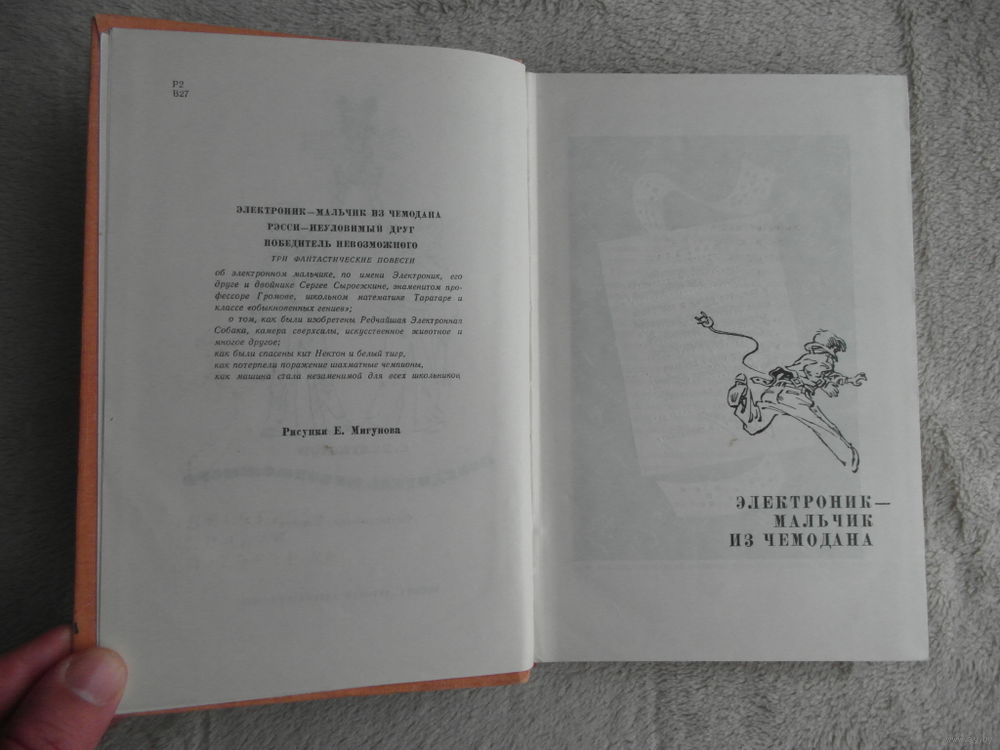 Р2
В27
ЭЛЕКТРОНИК—МАЛЬЧИК ИЗ ЧЕМОДАНА
РЭССИ—НЕУЛОВИМЫЙ ДРУГ
ПОБЕДИТЕЛЬ НЕВОЗМОЖНОГО
ТРИ ФАНТАСТИЧЕСКИЕ ПОВЕСТИ
об электронном мальчике, по имени Электроник, его
друге и двойнике Сергее Сыроежкине, знаменитом про-
фессоре Громове, школьном математике Таратаре и
классе «обыкновенных гениев»;
о том, как были изобретены Редчайшая Электронная
Собака, камера сверхсилы, искусственное животное и
многое другое;
как были спасены кит Нектон и белый тигр,
как потерпели поражение шахматные чемпионы,
как машина стала незаменимой для всех школьников
Рисунки Е. Мигунова
ЭЛЕКТРОНИК—
МАЛЬЧИК
ИЗ ЧЕМОДАНА